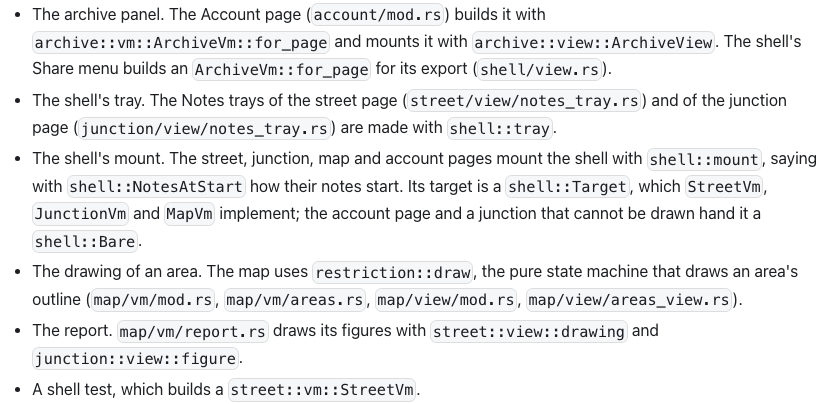 • The archive panel. The Account page (account/mod.rs) builds it with
archive::vm::ArchiveVm::for_page and mounts it with archive::view::ArchiveView. The shell's
Share menu builds an ArchiveVm::for_page for its export (shell/view.rs).
• The shell's tray. The Notes trays of the street page (street/view/notes_tray.rs) and of the junction
page (junction/view/notes_tray.rs) are made with shell::tray.
• The shell's mount. The street, junction, map and account pages mount the shell with shell::mount, saying
with shell::NotesAtStart how their notes start. Its target is a shell::Target, which StreetVm,
JunctionVm and MapVm implement; the account page and a junction that cannot be drawn hand it a
shell::Bare.
• The drawing of an area. The map uses restriction::draw, the pure state machine that draws an area's
outline (map/vm/mod.rs, map/vm/areas.rs, map/view/mod.rs, map/view/areas_view.rs).
• The report. map/vm/report.rs draws its figures with street::view::drawing and
junction::view::figure.
• A shell test, which builds a street::vm::StreetVm.